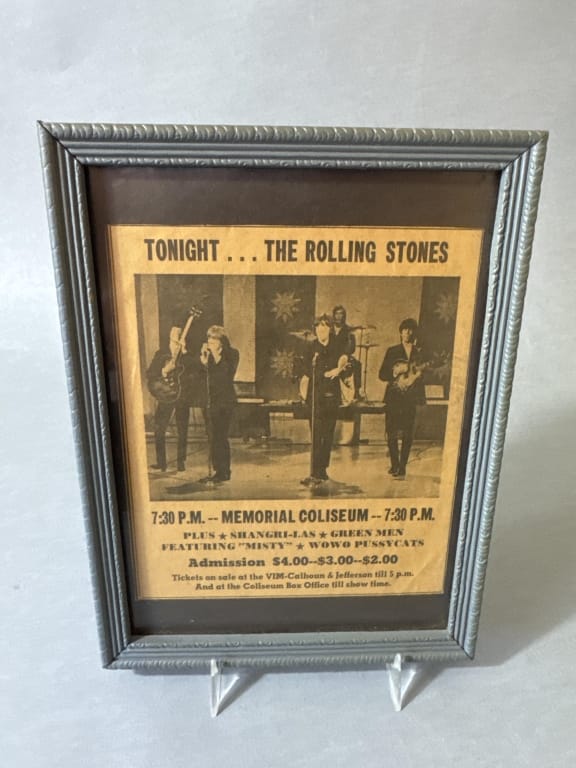 TONIGHT . . . THE ROLLING STONES
7:30 P.M. -- MEMORIAL COLISEUM -- 7:30 P.M.
PLUS ★ SHANGRI-LAS ★ GREEN MEN
FEATURING "MISTY" ★ WOWO PUSSYCATS
Admission $4.00--$3.00--$2.00
Tickets on sale at the VIM-Calhoun & Jefferson till 5 p.m.
And at the Coliseum Box Office till show time.